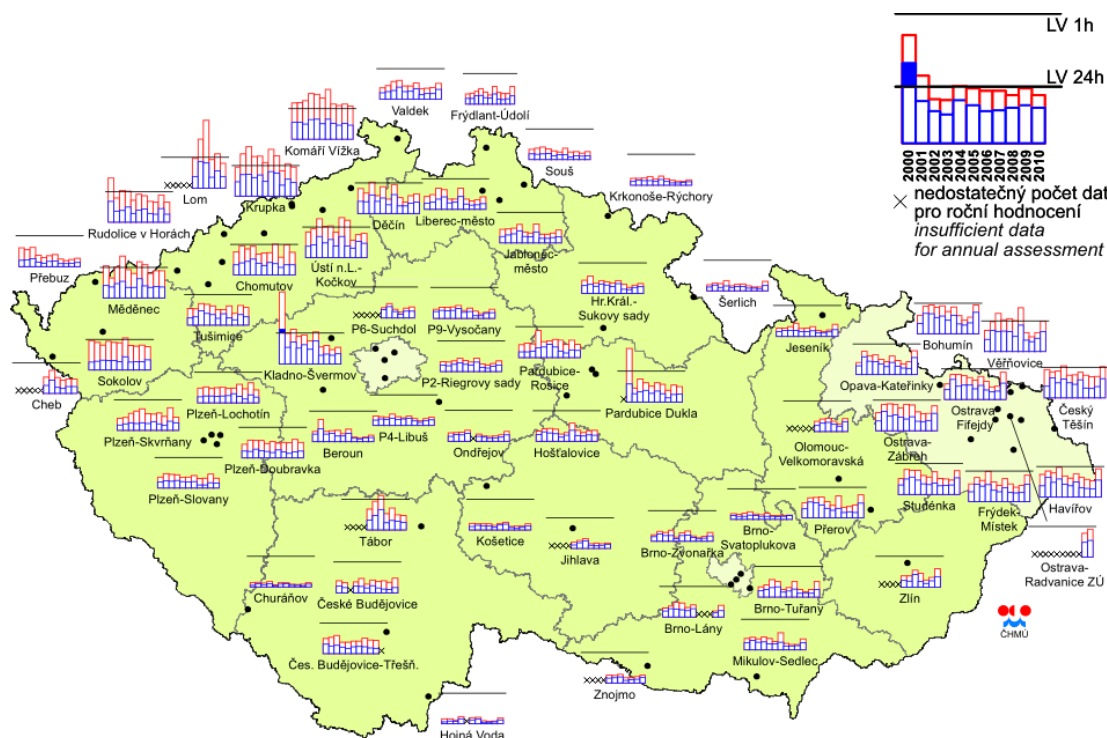 LV 1h
LV 24h
2000
2001
2002
2003
2004
2005
2006
2007
2008
2009
2010
× nedostatečný počet dat
pro roční hodnocení
insufficient data
for annual assessment
Valdek
Frýdlant-Údolí
Komáří Vížka
Souš
Krkonoše-Rýchory
Lom
Krupka
Rudolice v Horách
Děčín
Liberec-město
Jablonec-
město
Přebuz
Měděnec
Chomutov
Ústí n.L.-
Kočkov
Tušimice
P6-Suchdol
P9-Vysočany
Hr.Král.-
Sukovy sady
Šerlich
Jeseník
Bohumín
Věřňovice
Sokolov
Cheb
Kladno-Švermov
P2-Riegrovy sady
Pardubice-
Rosice
Pardubice Dukla
Opava-Kateřinky
Ostrava
Fifejdy
Český
Těšín
Plzeň-Lochotín
Plzeň-Skvrňany
Plzeň-Doubravka
Plzeň-Slovany
Beroun
P4-Libuš
Ondřejov
Hošťalovice
Olomouc-
Velkomoravská
Ostrava-
Zábřeh
Studénka
Frýdek-
Místek
Havířov
Tábor
Košetice
Jihlava
Brno-Zvonařka
Brno-
Svatoplukova
Přerov
Ostrava-
Radvanice ZÚ
Churáňov
České Budějovice
Čes. Budějovice-Třešň.
Brno-Lány
Brno-Tuřany
Zlín
Mikulov-Sedlec
Znojmo
Hojná Voda
ČHMÚ